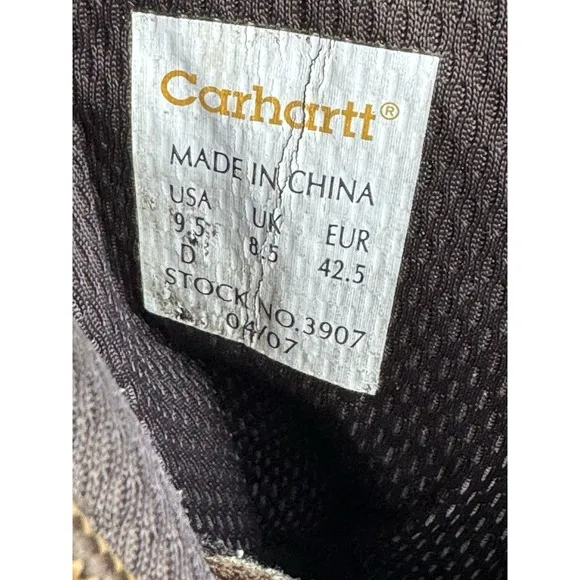 Carhartt®
MADE IN CHINA
USA UK EUR
9.5 8.5 42.5
D
STOCK NO. 3907
04/07